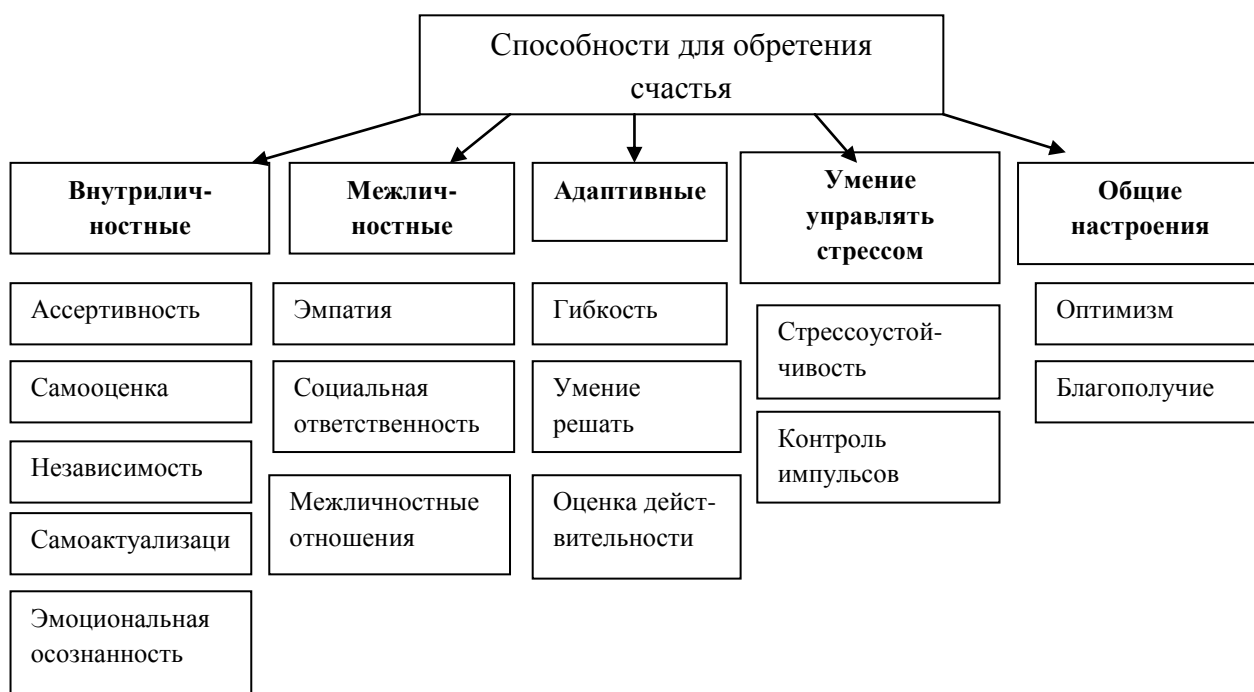 Способности для обретения
счастья
Внутрилич-
ностные
Межлич-
ностные
Адаптивные
Умение
управлять
стрессом
Общие
настроения
Ассертивность
Самооценка
Независимость
Самоактуализаци
Эмоциональная
осознанность
Эмпатия
Социальная
ответственность
Межличностные
отношения
Гибкость
Умение
решать
Оценка дейст-
вительности
Стрессоустой-
чивость
Контроль
импульсов
Оптимизм
Благополучие